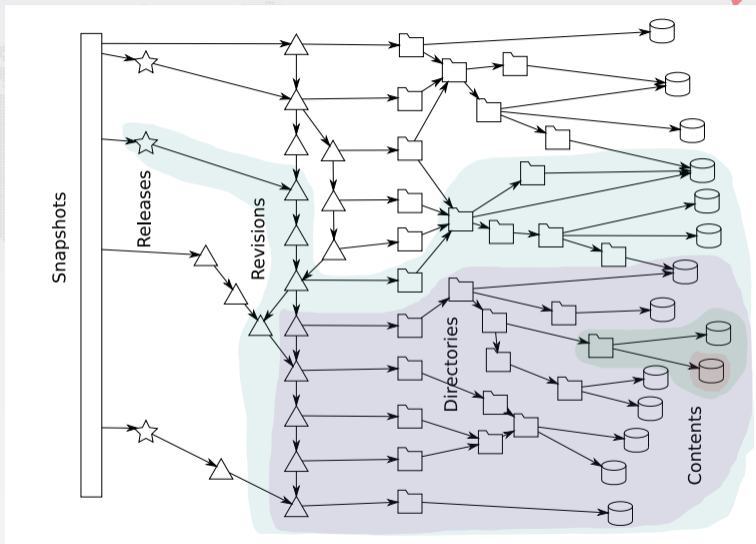 Snapshots
Releases
Revisions
Directories
Contents